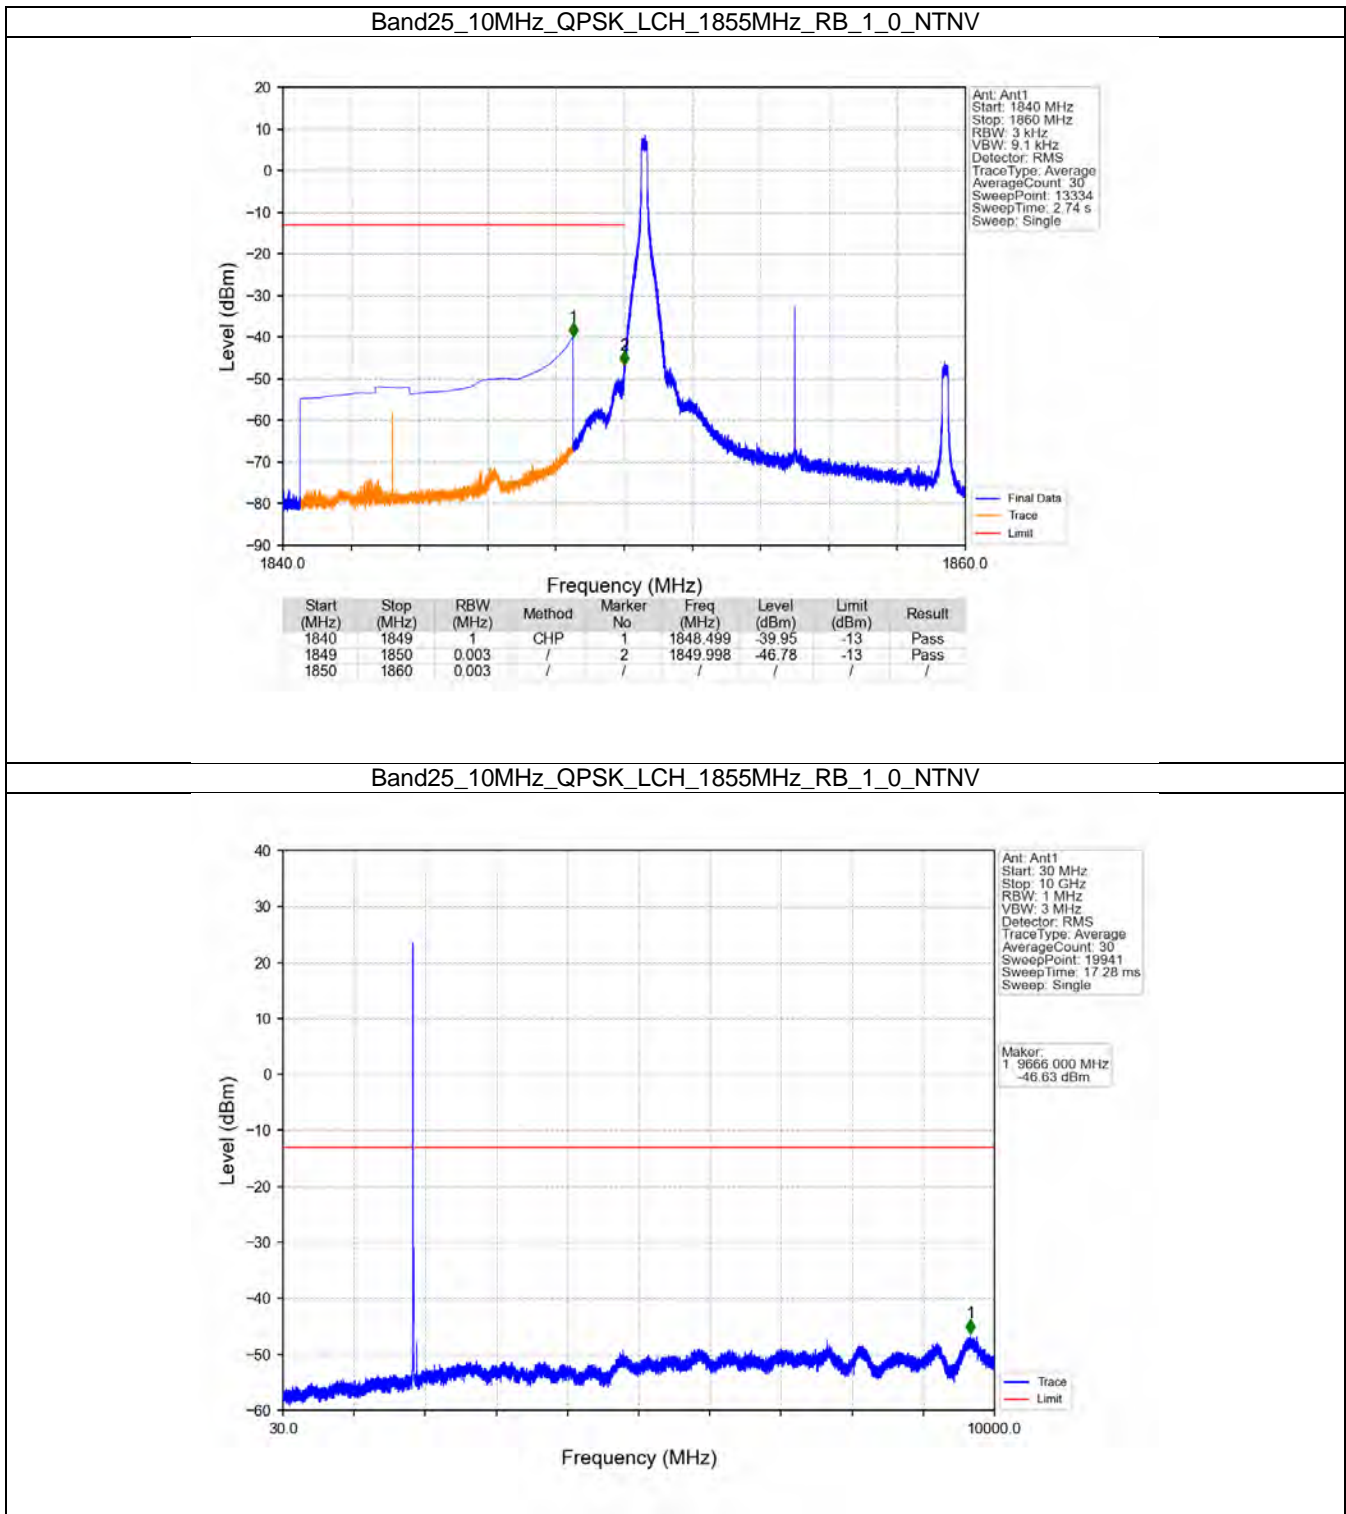 Band25_10MHz_QPSK_LCH_1855MHz_RB_1_0_NTNV
20
10
0
−10
−20
−30
−40
−50
−60
−70
−80
−90
Level (dBm)
1
2
1840.0
1860.0
Frequency (MHz)
Ant: Ant1
Start: 1840 MHz
Stop: 1860 MHz
RBW: 3 kHz
VBW: 9.1 kHz
Detector: RMS
TraceType: Average
AverageCount: 30
SweepPoint: 13334
SweepTime: 2.74 s
Sweep: Single
Final Data
Trace
Limit
Start (MHz) Stop (MHz) RBW (MHz) Method Marker No Freq (MHz) Level (dBm) Limit (dBm) Result
1840 1849 1 CHP 1 1848.499 -39.95 -13 Pass
1849 1850 0.003 / 2 1849.998 -46.78 -13 Pass
1850 1860 0.003 / / / / / /
Band25_10MHz_QPSK_LCH_1855MHz_RB_1_0_NTNV
40
30
20
10
0
−10
−20
−30
−40
−50
−60
Level (dBm)
1
30.0
10000.0
Frequency (MHz)
Ant: Ant1
Start: 30 MHz
Stop: 10 GHz
RBW: 1 MHz
VBW: 3 MHz
Detector: RMS
TraceType: Average
AverageCount: 30
SweepPoint: 19941
SweepTime: 17.28 ms
Sweep: Single
Maker:
1 9666.000 MHz
-46.63 dBm
Trace
Limit